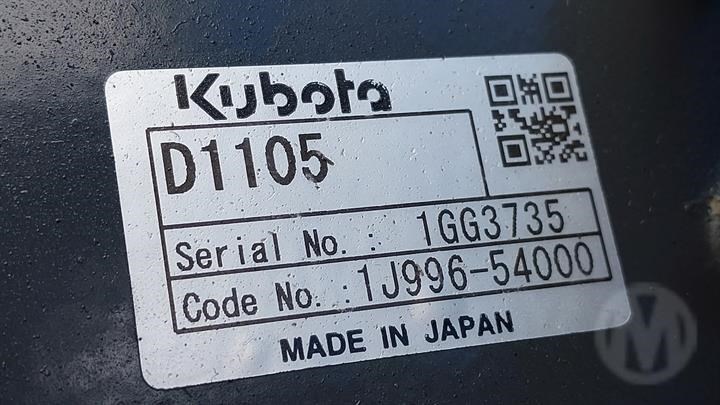 Kubota
D1105
Serial No. : 1GG3735
Code No. : 1J996-54000
MADE IN JAPAN
M